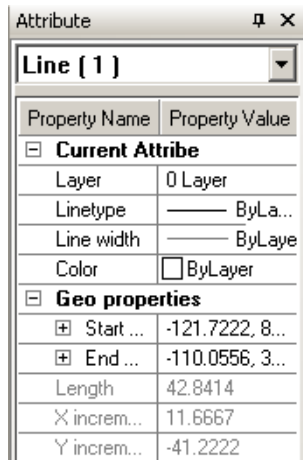 Attribute
Line ( 1 )
Property Name Property Value
Current Attribe
Layer 0 Layer
Linetype ByLa...
Line width ByLaye
Color ByLayer
Geo properties
Start ... -121.7222, 8...
End ... -110.0556, 3...
Length 42.8414
X increm... 11.6667
Y increm... -41.2222